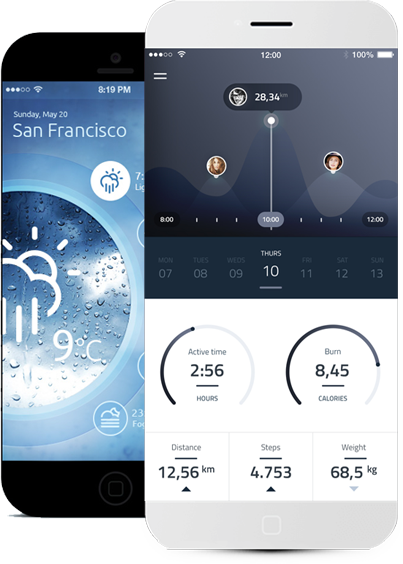 8:19 PM
Sunday, May 20
San Francisco
7:
Lig
9°C
23
Fog
12:00
100%
28,34 km
8:00
10:00
12:00
MON TUES WEDS THURS FRI SAT SUN
07 08 09 10 11 12 13
Active time
2:56
HOURS
Burn
8,45
CALORIES
Distance Steps Weight
12,56 km 4.753 68,5 kg